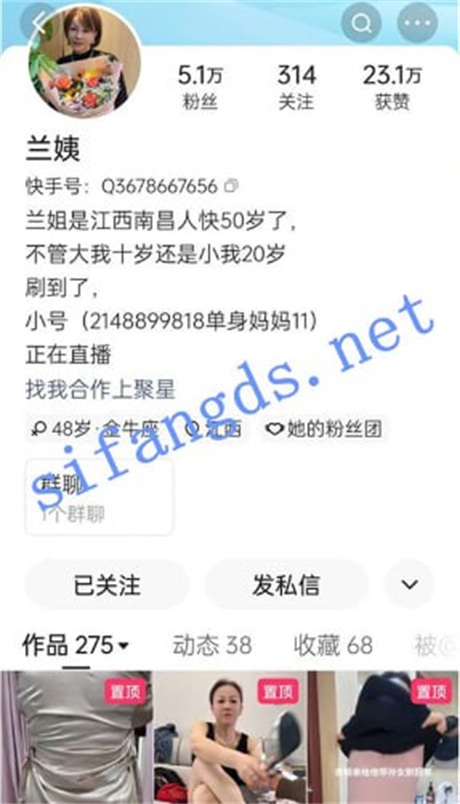 5.1万
314
23.1万
粉丝
关注
获赞
兰姨
快手号：Q3678667656
兰姐是江西南昌人快50岁了，
不管大我十岁还是小我20岁
刷到了，
小号（2148899818单身妈妈11）
正在直播
找我合作上聚星
48岁·金牛座
江西
她的粉丝团
群聊
1个群聊
sifangds.net
已关注
发私信
作品 275
动态 38
收藏 68
被@
置顶
置顶
置顶